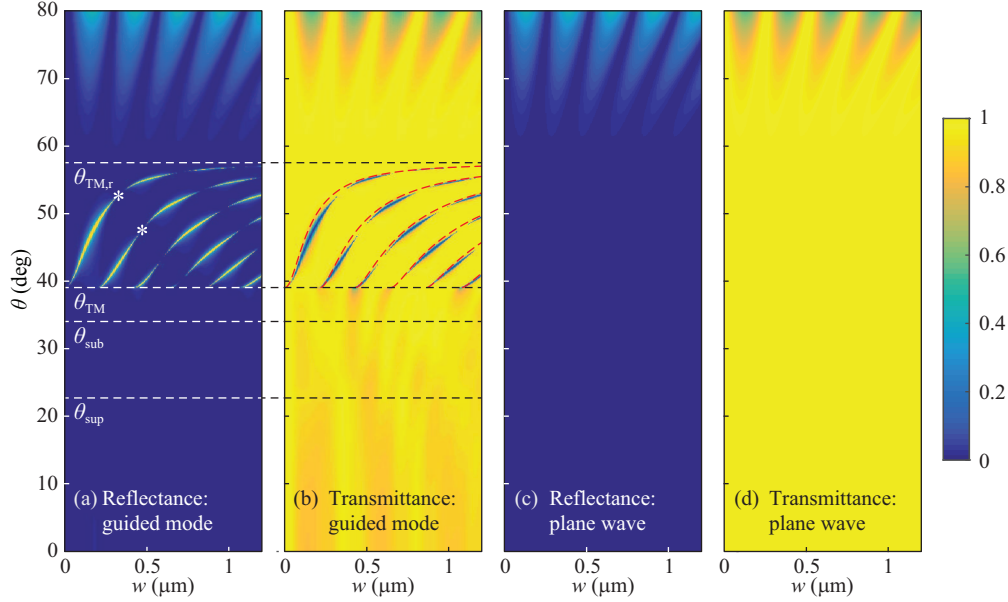 80
70
60
50
40
30
20
10
0
θ (deg)
θTM,r
θTM
θsub
θsup
*
*
(a) Reflectance:
guided mode
(b) Transmittance:
guided mode
(c) Reflectance:
plane wave
(d) Transmittance:
plane wave
0 0.5 1
w (μm)
0 0.5 1
w (μm)
0 0.5 1
w (μm)
0 0.5 1
w (μm)
1
0.8
0.6
0.4
0.2
0